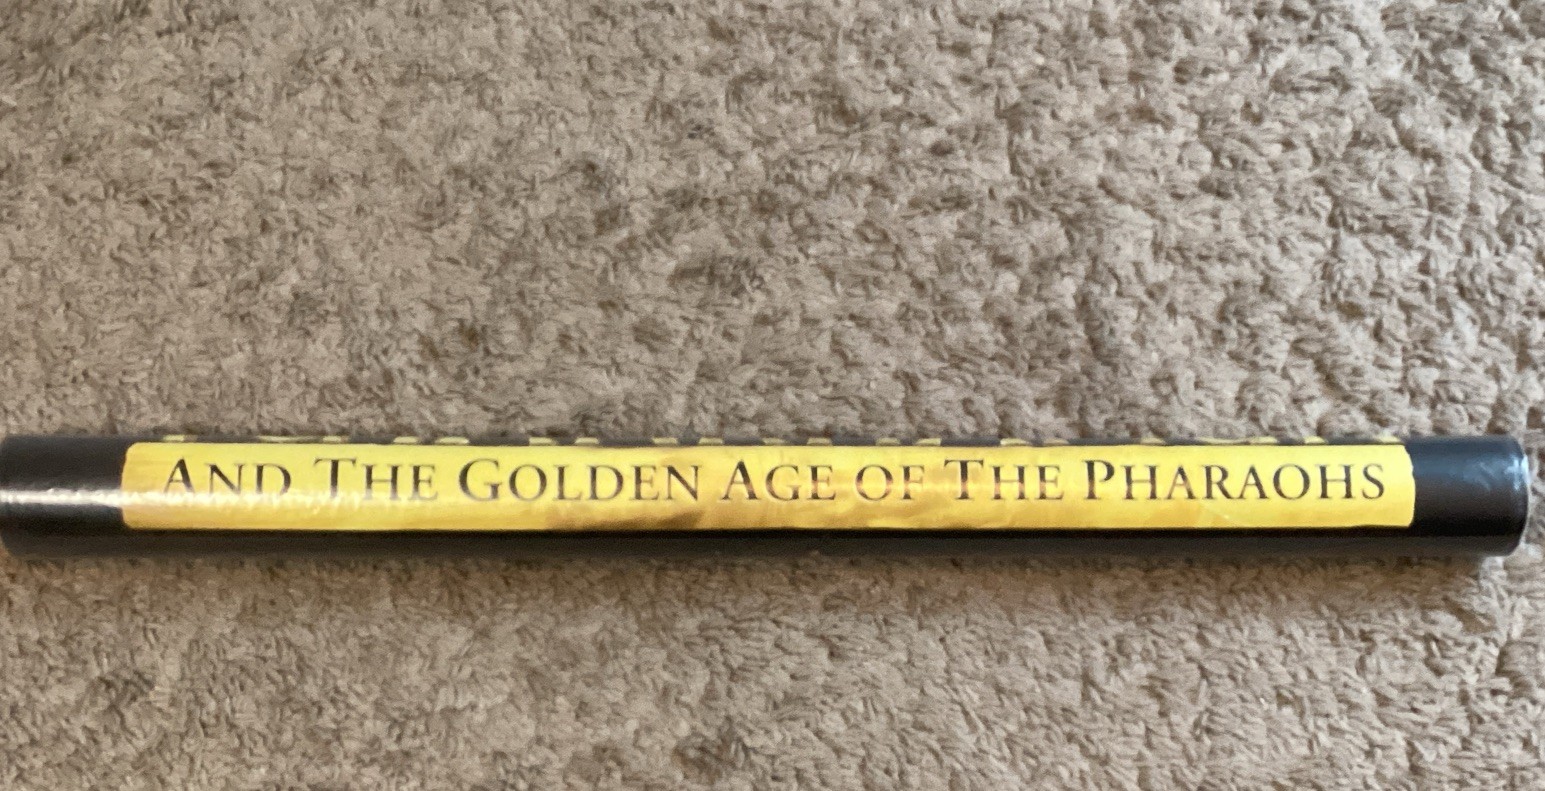 AND THE GOLDEN AGE OF THE PHARAOHS